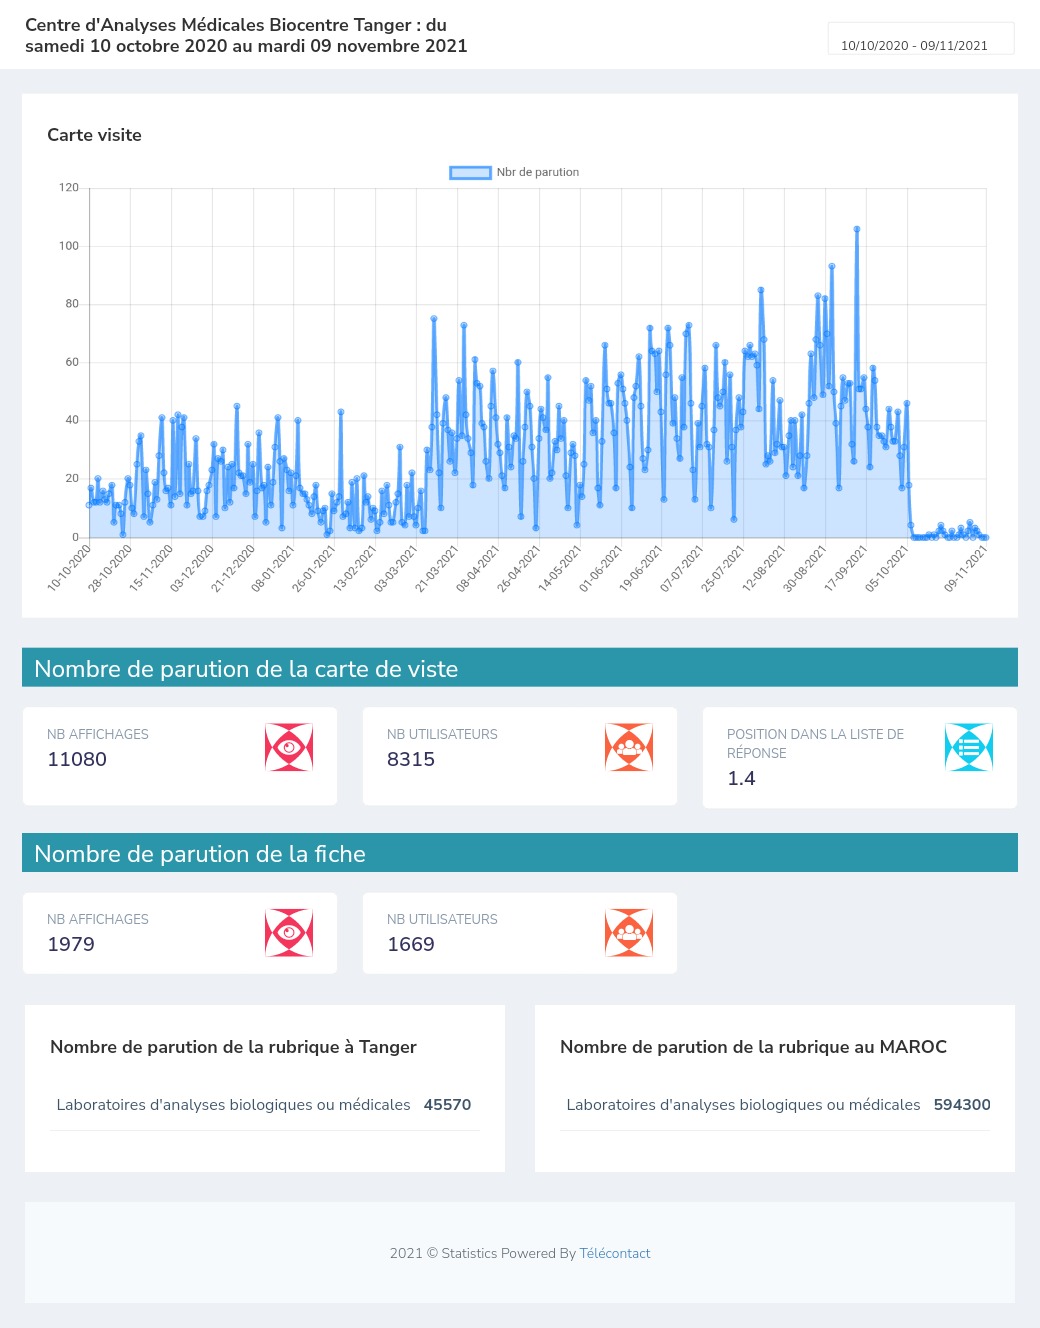 Centre d'Analyses Médicales Biocentre Tanger : du
samedi 10 octobre 2020 au mardi 09 novembre 2021
10/10/2020 - 09/11/2021
Carte visite
Nbr de parution
120
100
80
60
40
20
0
10-10-2020
28-10-2020
15-11-2020
03-12-2020
21-12-2020
08-01-2021
26-01-2021
13-02-2021
03-03-2021
21-03-2021
08-04-2021
26-04-2021
14-05-2021
01-06-2021
19-06-2021
07-07-2021
25-07-2021
12-08-2021
30-08-2021
17-09-2021
05-10-2021
09-11-2021
Nombre de parution de la carte de viste
NB AFFICHAGES
11080
NB UTILISATEURS
8315
POSITION DANS LA LISTE DE
RÉPONSE
1.4
Nombre de parution de la fiche
NB AFFICHAGES
1979
NB UTILISATEURS
1669
Nombre de parution de la rubrique à Tanger
Laboratoires d'analyses biologiques ou médicales 45570
Nombre de parution de la rubrique au MAROC
Laboratoires d'analyses biologiques ou médicales 594300
2021 © Statistics Powered By Télécontact